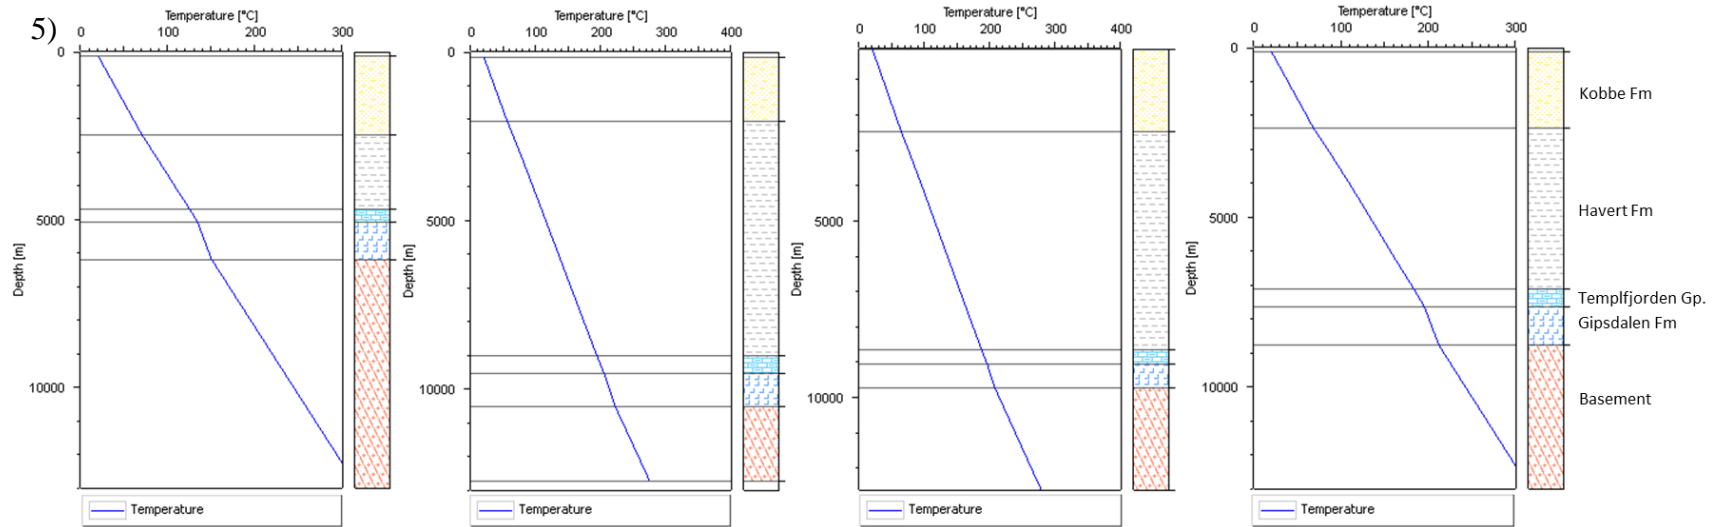 5)
Temperature [°C]
0 100 200 300
0
5000
10000
Depth [m]
Temperature
Temperature [°C]
0 100 200 300 400
0
5000
10000
Depth [m]
Temperature
Temperature [°C]
0 100 200 300 400
5000
10000
Depth [m]
Temperature
Temperature [°C]
0 100 200 300
0
5000
10000
Depth [m]
Temperature
Kobbe Fm
Havert Fm
Templfjorden Gp.
Gipsdalen Fm
Basement